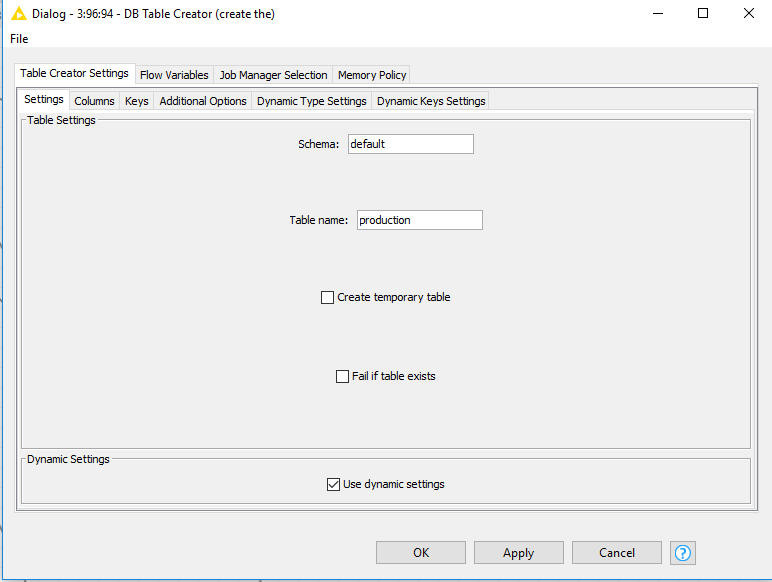 Dialog - 3:96:94 - DB Table Creator (create the)
File
Table Creator Settings Flow Variables Job Manager Selection Memory Policy
Settings Columns Keys Additional Options Dynamic Type Settings Dynamic Keys Settings
Table Settings
Schema: default
Table name: production
Create temporary table
Fail if table exists
Dynamic Settings
Use dynamic settings
OK Apply Cancel ?